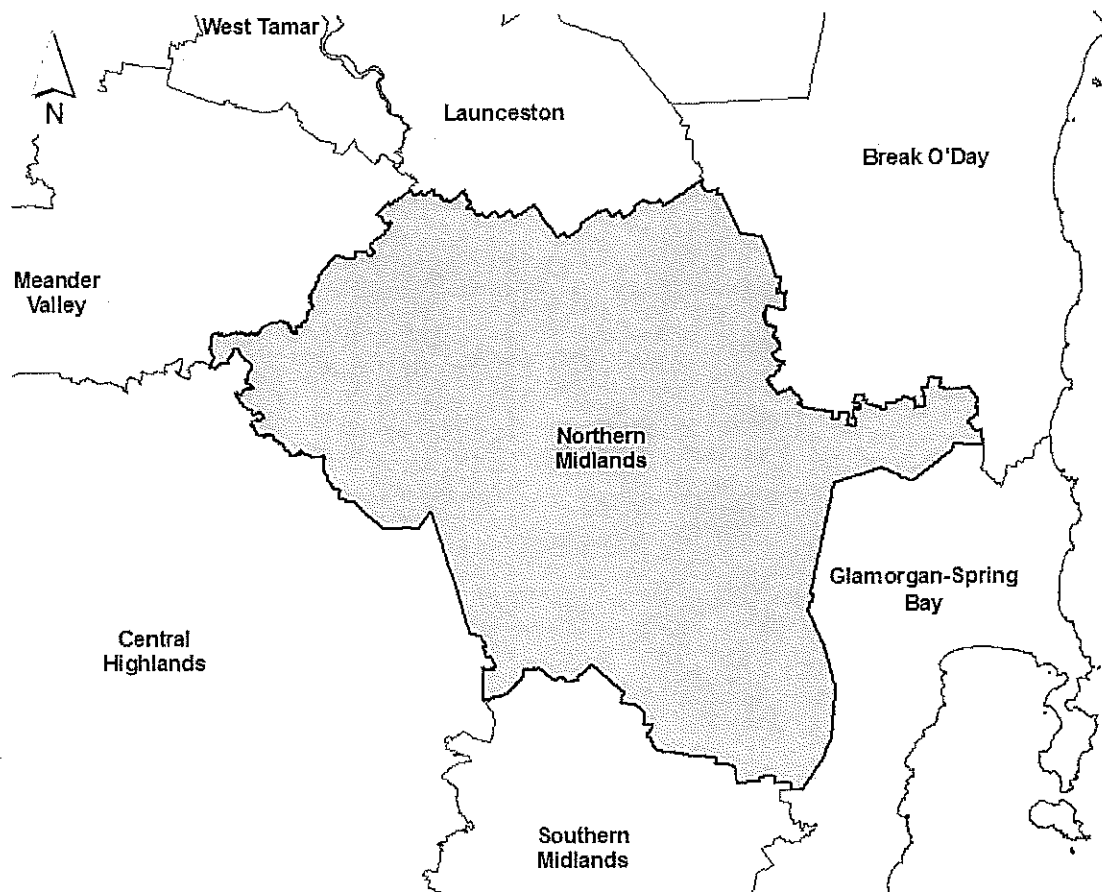 West Tamar
N
Launceston
Break O'Day
Meander
Valley
Northern
Midlands
Glamorgan-Spring
Bay
Central
Highlands
Southern
Midlands